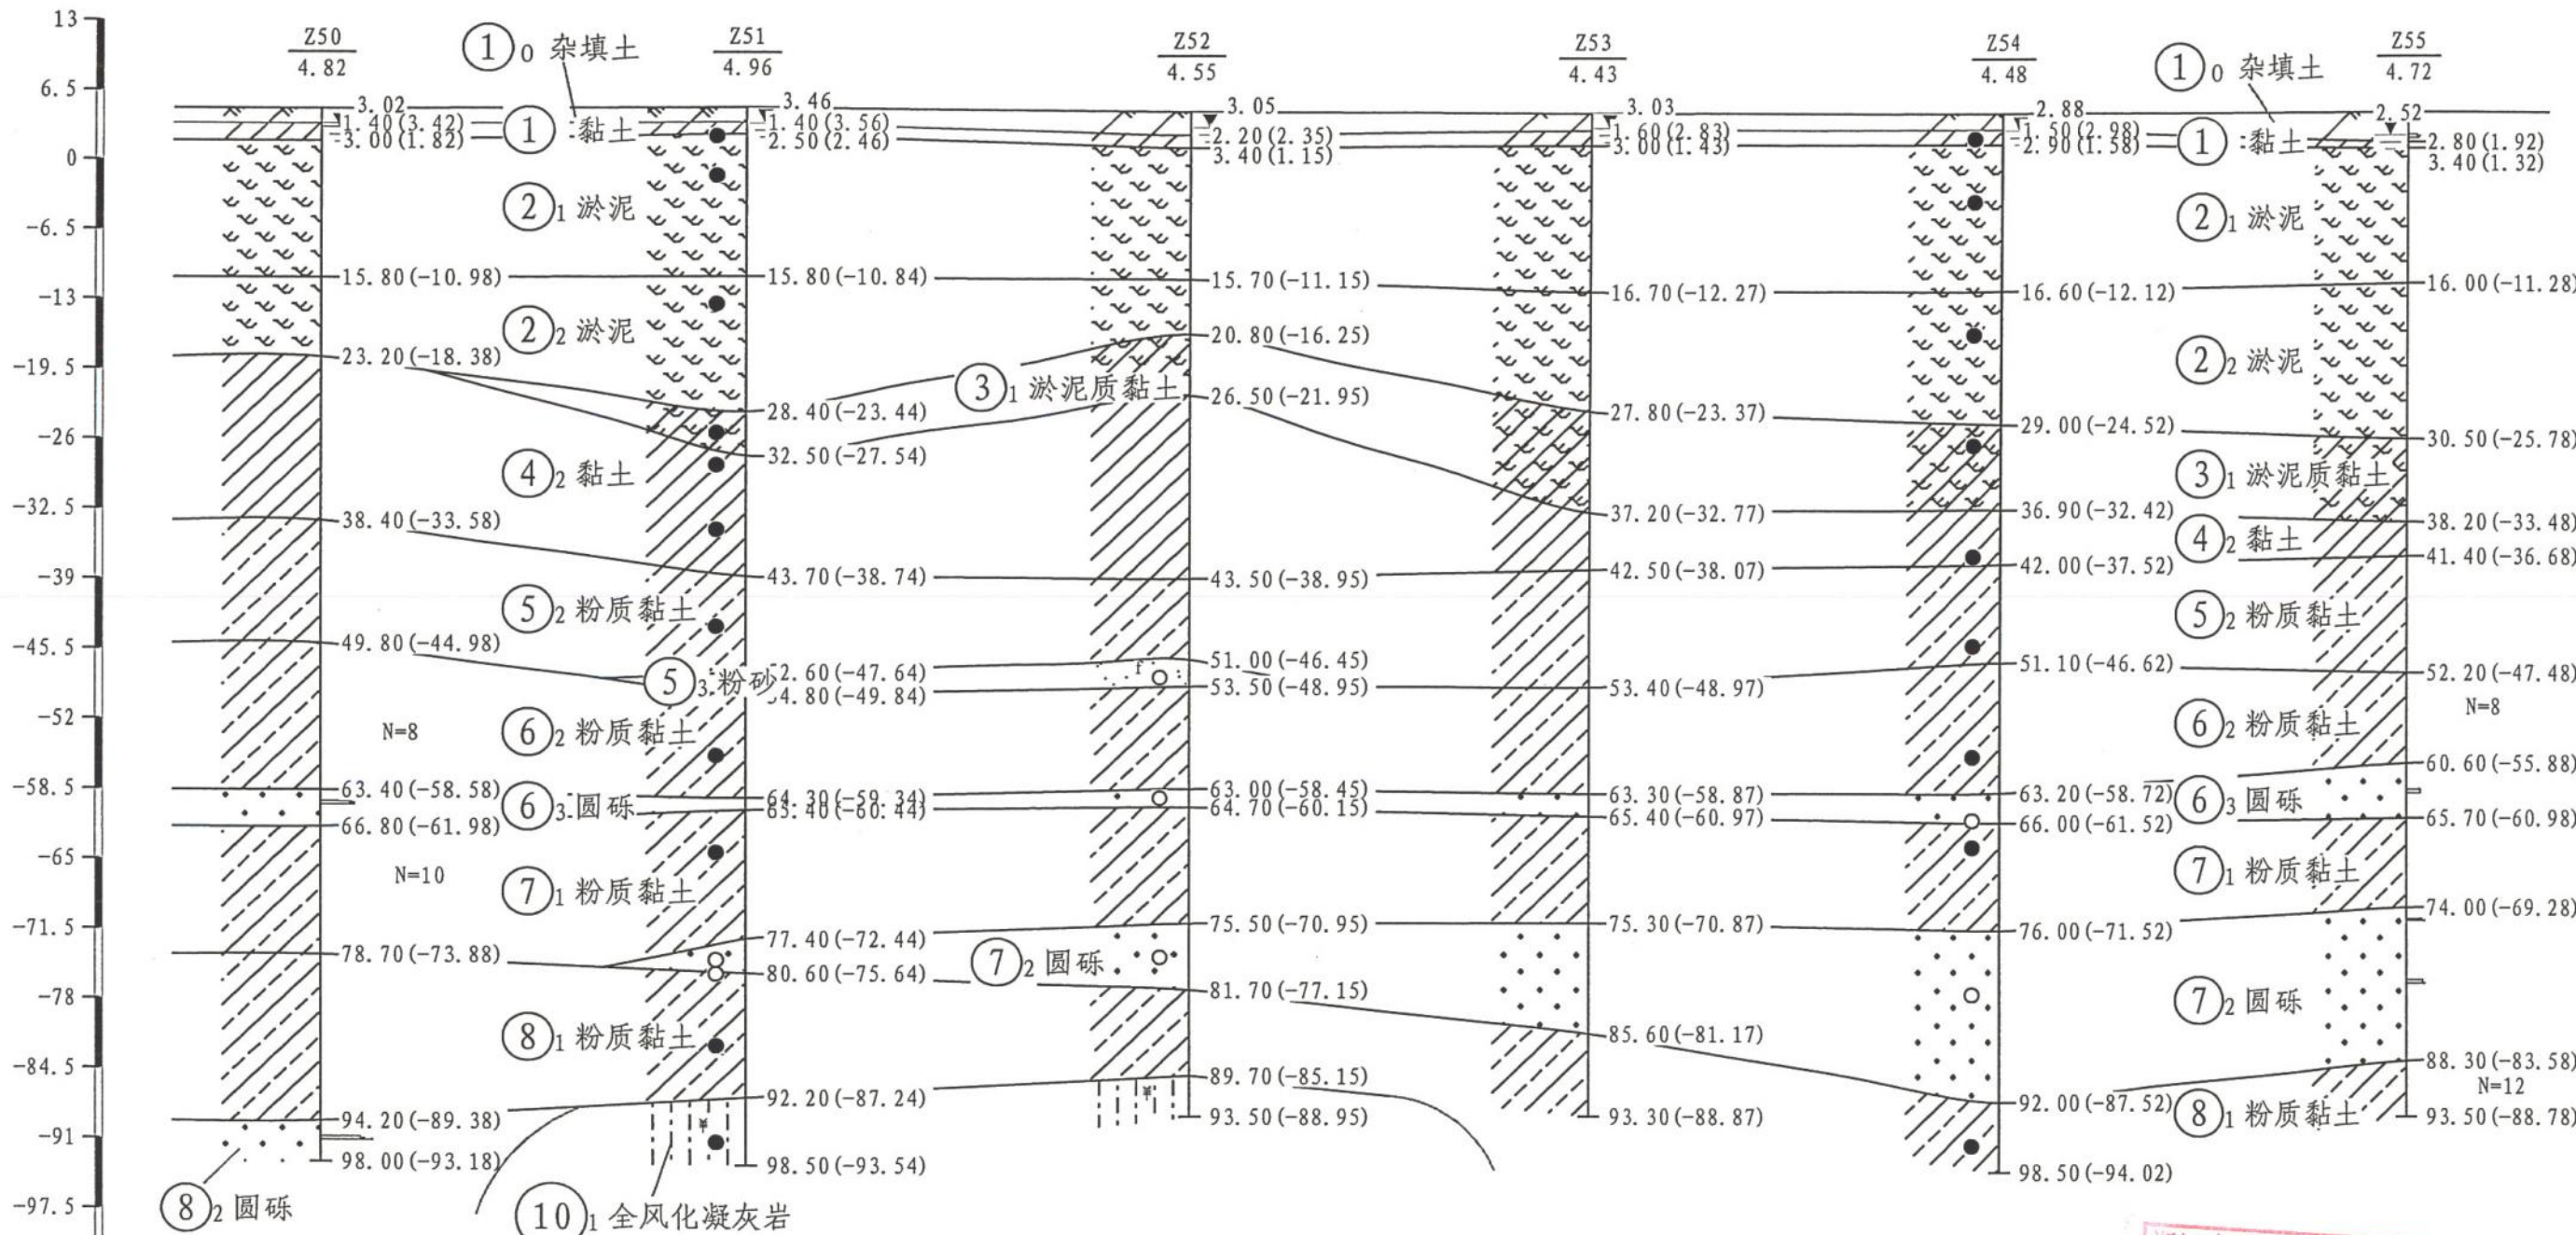 13
6.5
0
-6.5
-13
-19.5
-26
-32.5
-39
-45.5
-52
-58.5
-65
-71.5
-78
-84.5
-91
-97.5
Z50
4.82
3.02
1.40(3.42)
3.00(1.82)
15.80(-10.98)
23.20(-18.38)
38.40(-33.58)
49.80(-44.98)
N=8
63.40(-58.58)
66.80(-61.98)
N=10
78.70(-73.88)
94.20(-89.38)
98.00(-93.18)
⑧2 圆砾
①0 杂填土
① 黏土
②1 淤泥
②2 淤泥
④2 黏土
⑤2 粉质黏土
⑤3 粉砂
⑥2 粉质黏土
⑥3 圆砾
⑦1 粉质黏土
⑧1 粉质黏土
⑩1 全风化凝灰岩
Z51
4.96
3.46
1.40(3.56)
2.50(2.46)
15.80(-10.84)
28.40(-23.44)
32.50(-27.54)
43.70(-38.74)
2.60(-47.64)
4.80(-49.84)
64.30(-59.34)
65.40(-60.44)
77.40(-72.44)
80.60(-75.64)
92.20(-87.24)
98.50(-93.54)
③1 淤泥质黏土
⑦2 圆砾
Z52
4.55
3.05
2.20(2.35)
3.40(1.15)
15.70(-11.15)
20.80(-16.25)
26.50(-21.95)
43.50(-38.95)
51.00(-46.45)
f
53.50(-48.95)
63.00(-58.45)
64.70(-60.15)
75.50(-70.95)
81.70(-77.15)
89.70(-85.15)
93.50(-88.95)
Z53
4.43
3.03
1.60(2.83)
3.00(1.43)
16.70(-12.27)
27.80(-23.37)
37.20(-32.77)
42.50(-38.07)
53.40(-48.97)
63.30(-58.87)
65.40(-60.97)
75.30(-70.87)
85.60(-81.17)
93.30(-88.87)
Z54
4.48
2.88
1.50(2.98)
2.90(1.58)
16.60(-12.12)
29.00(-24.52)
36.90(-32.42)
42.00(-37.52)
51.10(-46.62)
63.20(-58.72)
66.00(-61.52)
76.00(-71.52)
92.00(-87.52)
98.50(-94.02)
①0 杂填土
① 黏土
②1 淤泥
②2 淤泥
③1 淤泥质黏土
④2 黏土
⑤2 粉质黏土
⑥2 粉质黏土
⑥3 圆砾
⑦1 粉质黏土
⑦2 圆砾
⑧1 粉质黏土
Z55
4.72
2.52
2.80(1.92)
3.40(1.32)
16.00(-11.28)
30.50(-25.78)
38.20(-33.48)
41.40(-36.68)
52.20(-47.48)
N=8
60.60(-55.88)
65.70(-60.98)
74.00(-69.28)
88.30(-83.58)
N=12
93.50(-88.78)